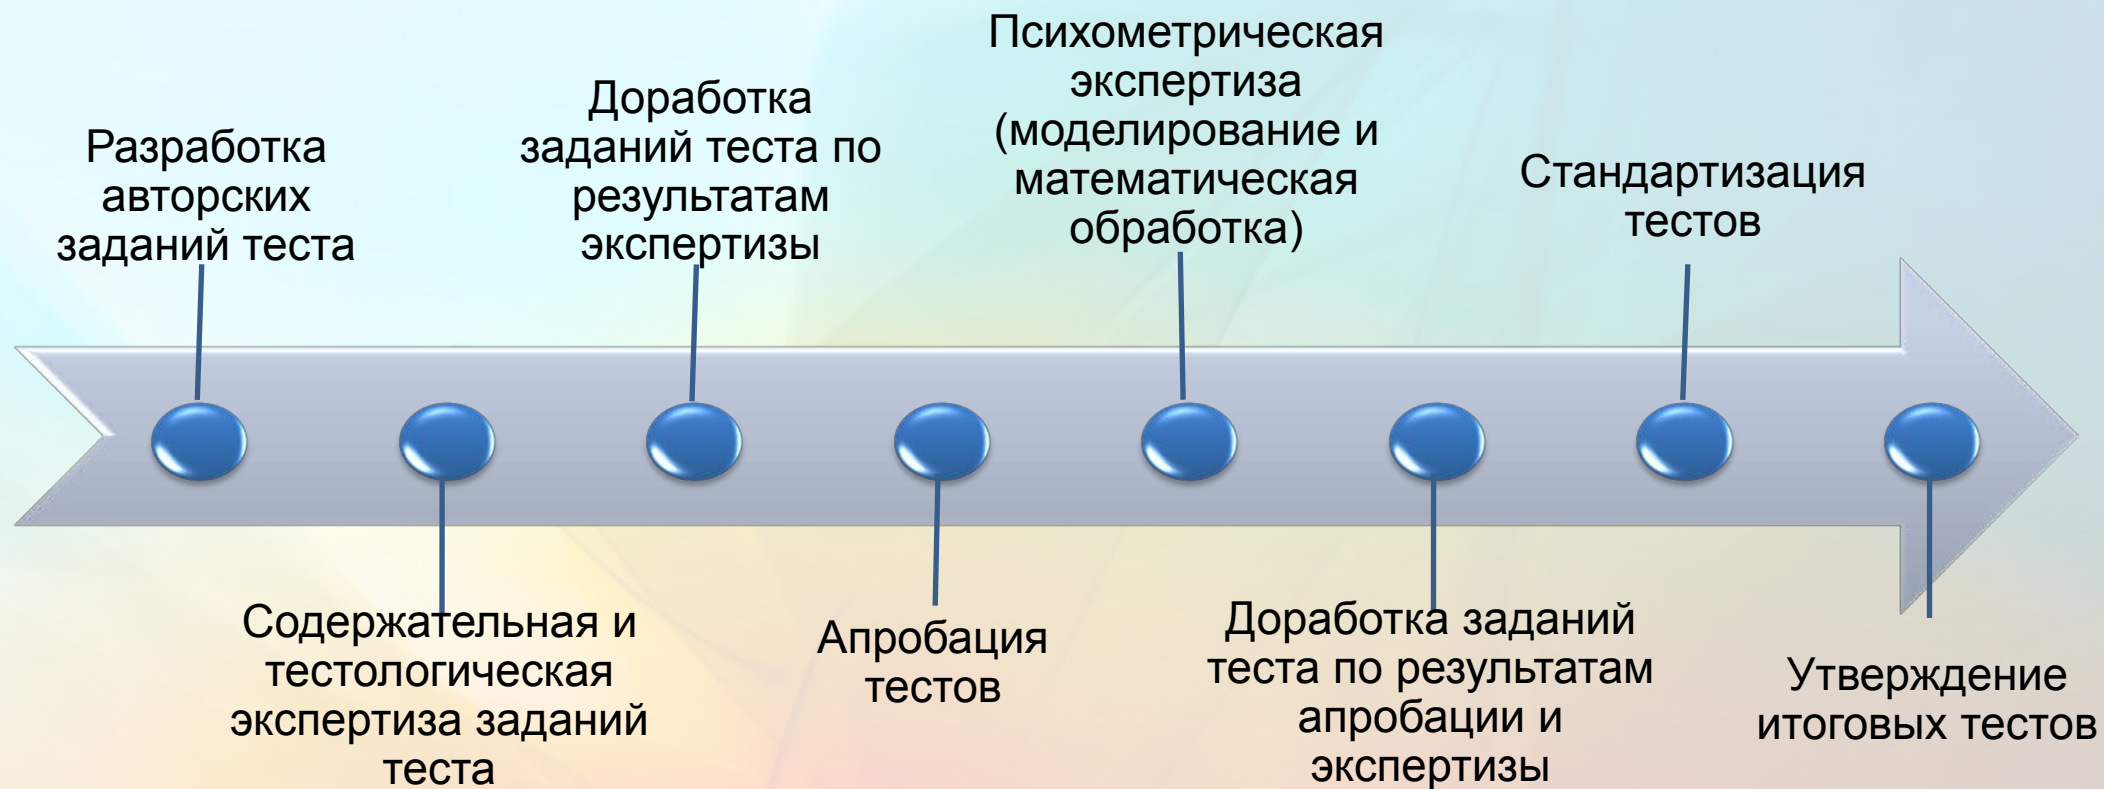 Разработка
авторских
заданий теста
Содержательная и
тестологическая
экспертиза заданий
теста
Доработка
заданий теста по
результатам
экспертизы
Апробация
тестов
Психометрическая
экспертиза
(моделирование и
математическая
обработка)
Доработка заданий
теста по результатам
апробации и
экспертизы
Стандартизация
тестов
Утверждение
итоговых тестов